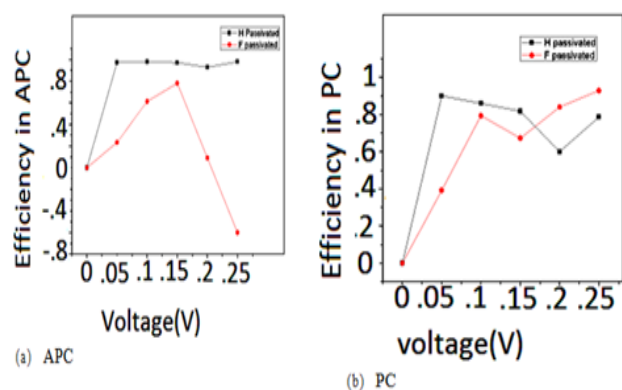 H Passivated
F passivated
Efficiency in APC
.8
.4
0
-.4
-.8
0 .05 .1 .15 .2 .25
Voltage(V)
(a) APC
H passivated
F passivated
Efficiency in PC
1
.8
.6
.4
.2
0
0 .05 .1 .15 .2 .25
voltage(V)
(b) PC